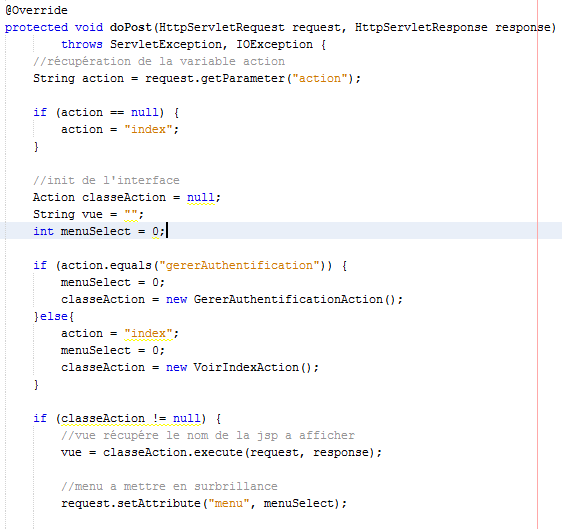 @Override
protected void doPost(HttpServletRequest request, HttpServletResponse response)
throws ServletException, IOException {
//récupération de la variable action
String action = request.getParameter("action");
if (action == null) {
action = "index";
}
//init de l'interface
Action classeAction = null;
String vue = "";
int menuSelect = 0;
if (action.equals("gererAuthentification")) {
menuSelect = 0;
classeAction = new GererAuthentificationAction();
}else{
action = "index";
menuSelect = 0;
classeAction = new VoirIndexAction();
}
if (classeAction != null) {
//vue récupére le nom de la jsp a afficher
vue = classeAction.execute(request, response);
//menu a mettre en surbrillance
request.setAttribute("menu", menuSelect);